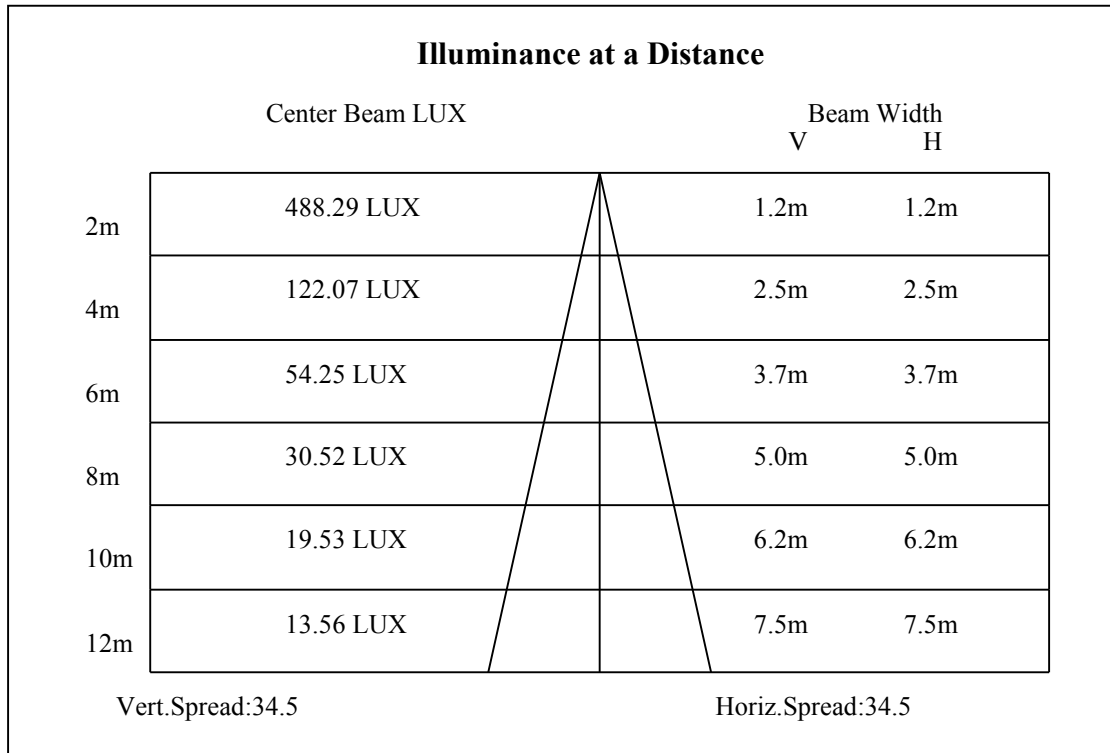 Illuminance at a Distance
Center Beam LUX Beam Width
V H
2m 488.29 LUX 1.2m 1.2m
4m 122.07 LUX 2.5m 2.5m
6m 54.25 LUX 3.7m 3.7m
8m 30.52 LUX 5.0m 5.0m
10m 19.53 LUX 6.2m 6.2m
12m 13.56 LUX 7.5m 7.5m
Vert.Spread:34.5 Horiz.Spread:34.5